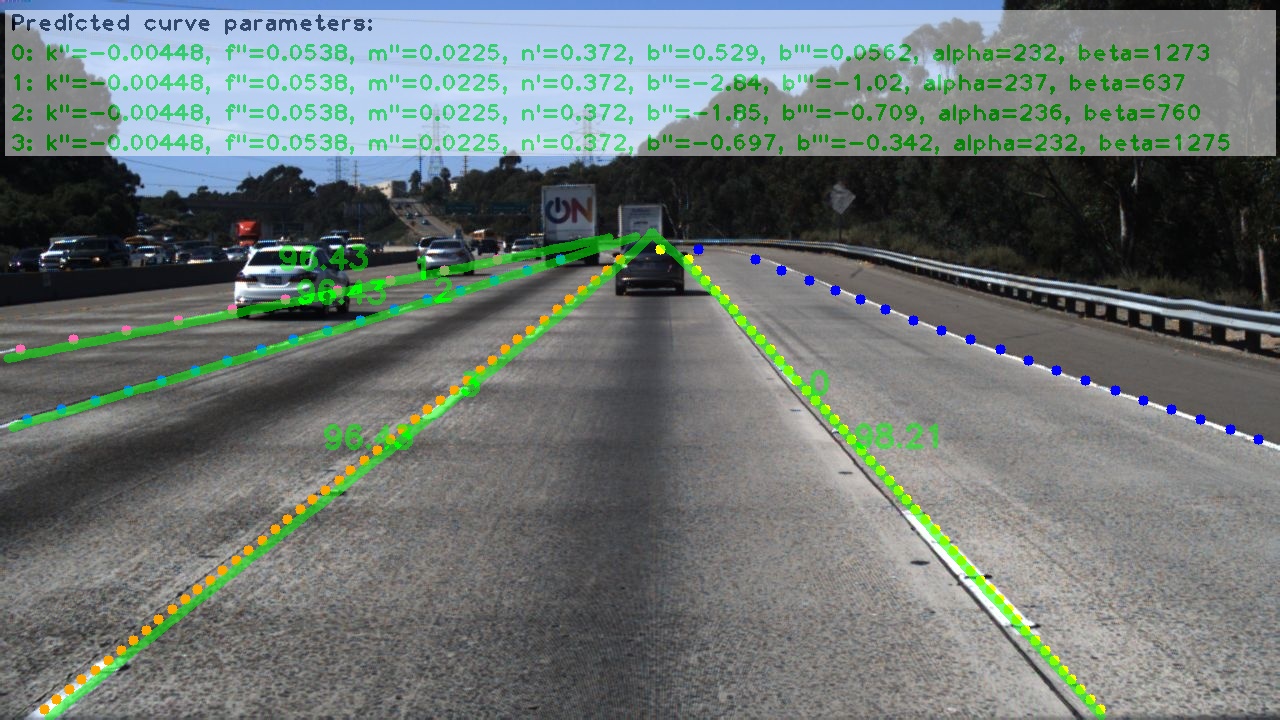 Predicted curve parameters:
0: k''=-0.00448, f''=0.0538, m''=0.0225, n'=0.372, b''=0.529, b'''=0.0562, alpha=232, beta=1273
1: k''=-0.00448, f''=0.0538, m''=0.0225, n'=0.372, b''=-2.84, b'''=-1.02, alpha=237, beta=637
2: k''=-0.00448, f''=0.0538, m''=0.0225, n'=0.372, b''=-1.85, b'''=-0.709, alpha=236, beta=760
3: k''=-0.00448, f''=0.0538, m''=0.0225, n'=0.372, b''=-0.697, b'''=-0.342, alpha=232, beta=1275
ON
96.43
1
96.43
2
3
0
96.43
98.21